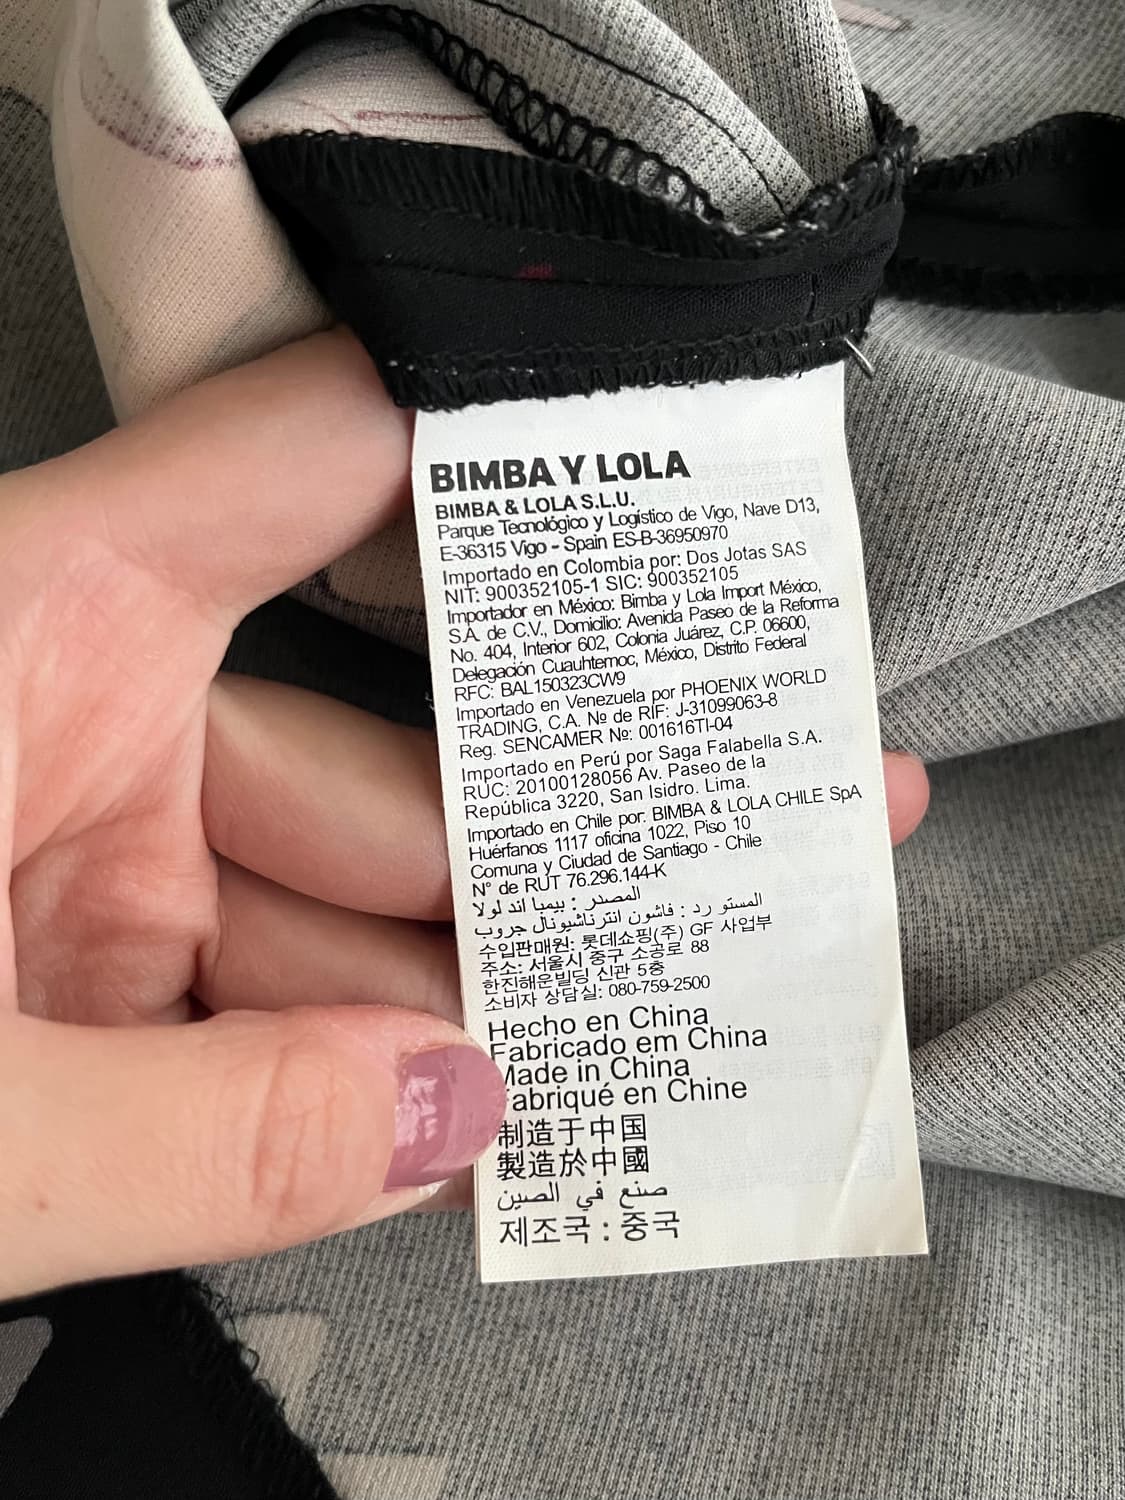 BIMBA Y LOLA
BIMBA & LOLA S.L.U.
Parque Tecnológico y Logístico de Vigo, Nave D13,
E-36315 Vigo - Spain ES-B-36950970
Importado en Colombia por: Dos Jotas SAS
NIT: 900352105-1 SIC: 900352105
Importador en México: Bimba y Lola Import México,
S.A. de C.V., Domicilio: Avenida Paseo de la Reforma
No. 404, Interior 602, Colonia Juárez, C.P. 06600,
Delegación Cuauhtemoc, México, Distrito Federal
RFC: BAL150323CW9
Importado en Venezuela por PHOENIX WORLD
TRADING, C.A. Nº de RIF: J-31099063-8
Reg. SENCAMER Nº: 001616TI-04
Importado en Perú por Saga Falabella S.A.
RUC: 20100128056 Av. Paseo de la
República 3220, San Isidro. Lima.
Importado en Chile por: BIMBA & LOLA CHILE SpA
Huérfanos 1117 oficina 1022, Piso 10
Comuna y Ciudad de Santiago - Chile
N° de RUT 76.296.144-K
المصدر : بيمبا اند لولا
المستو رد : فاشون انترناشيونال جروب
수입판매원: 롯데쇼핑(주) GF 사업부
주소: 서울시 중구 소공로 88
한진해운빌딩 신관 5층
소비자 상담실: 080-759-2500
Hecho en China
Fabricado em China
Made in China
Fabriqué en Chine
制造于中国
製造於中國
صنع في الصين
제조국 : 중국